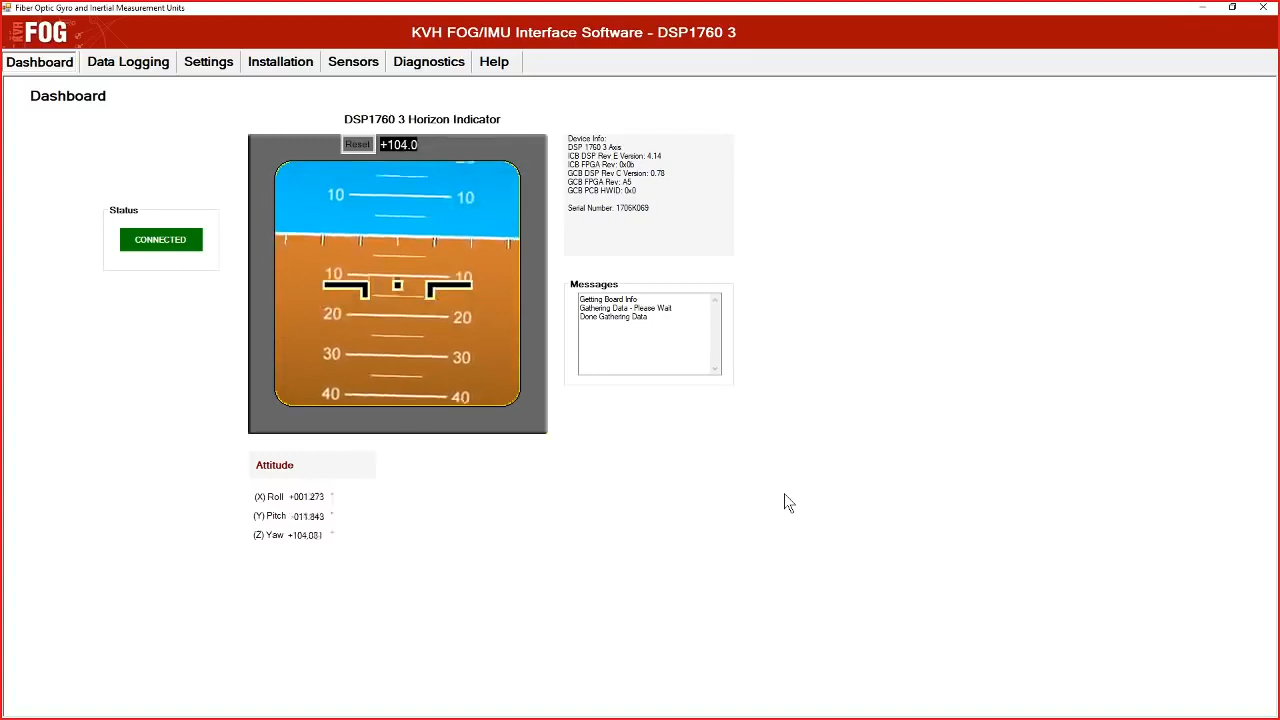 Fiber Optic Gyro and Inertial Measurement Units
KVH FOG
KVH FOG/IMU Interface Software - DSP1760 3
Dashboard Data Logging Settings Installation Sensors Diagnostics Help
Dashboard
DSP1760 3 Horizon Indicator
Reset +104.0
10 10
10 10
20 20
30 30
40 40
Status
CONNECTED
Device Info:
DSP 1760 3 Axis
ICB DSP Rev E Version: 4.14
ICB FPGA Rev: 0x0b
GCB DSP Rev C Version: 0.78
GCB FPGA Rev: A5
GCB PCB HWID: 0x0
Serial Number: 1706K069
Messages
Getting Board Info
Gathering Data - Please Wait
Done Gathering Data
Attitude
(X) Roll +001.273 °
(Y) Pitch -011.843 °
(Z) Yaw +104.081 °